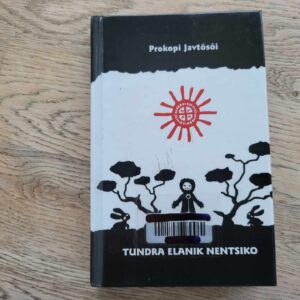 Prokopi Javtõsõi
TUNDRA ELANIK NENTSIKO